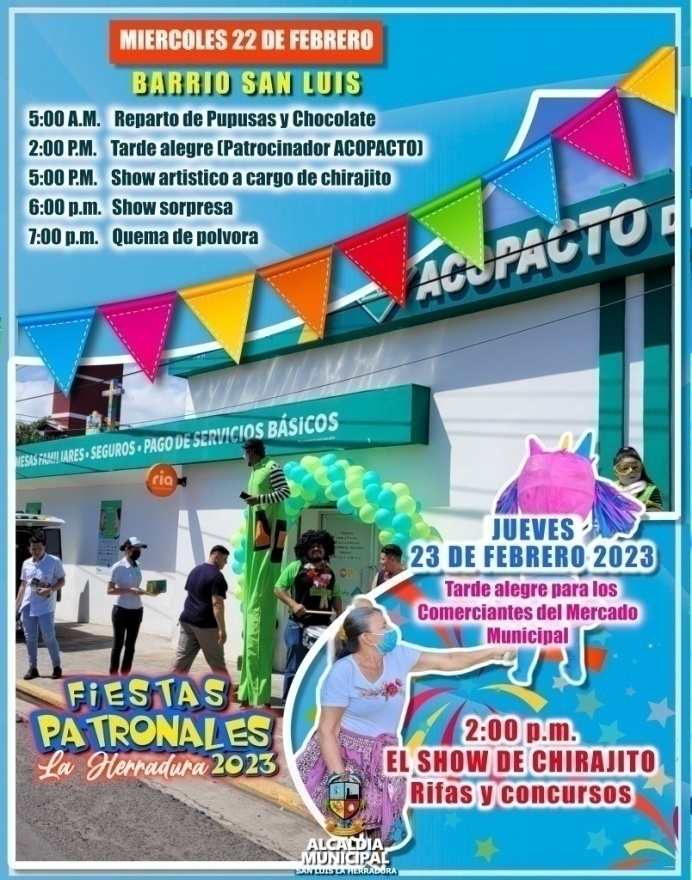 MIERCOLES 22 DE FEBRERO
BARRIO SAN LUIS
5:00 A.M. Reparto de Pupusas y Chocolate
2:00 P.M. Tarde alegre (Patrocinador ACOPACTO)
5:00 P.M. Show artistico a cargo de chirajito
6:00 p.m. Show sorpresa
7:00 p.m. Quema de polvora
ACOPACTO
MESAS FAMILIARES • SEGUROS • PAGO DE SERVICIOS BÁSICOS
ria
JUEVES
23 DE FEBRERO 2023
Tarde alegre para los
Comerciantes del Mercado
Municipal
2:00 p.m.
EL SHOW DE CHIRAJITO
Rifas y concursos
FiESTAS
PATRONALES
La Herradura 2023
ALCALDIA
MUNICIPAL
SAN LUIS LA HERRADURA